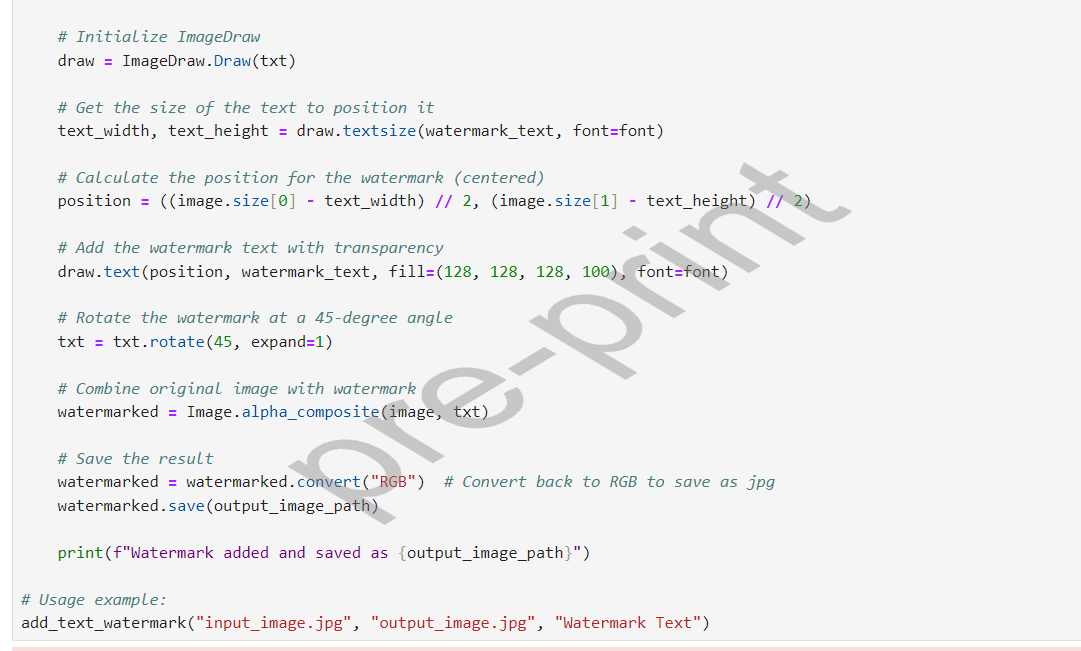 # Initialize ImageDraw
draw = ImageDraw.Draw(txt)
# Get the size of the text to position it
text_width, text_height = draw.textsize(watermark_text, font=font)
# Calculate the position for the watermark (centered)
position = ((image.size[0] - text_width) // 2, (image.size[1] - text_height) // 2)
# Add the watermark text with transparency
draw.text(position, watermark_text, fill=(128, 128, 128, 100), font=font)
# Rotate the watermark at a 45-degree angle
txt = txt.rotate(45, expand=1)
# Combine original image with watermark
watermarked = Image.alpha_composite(image, txt)
# Save the result
watermarked = watermarked.convert("RGB")  # Convert back to RGB to save as jpg
watermarked.save(output_image_path)
print(f"Watermark added and saved as {output_image_path}")
# Usage example:
add_text_watermark("input_image.jpg", "output_image.jpg", "Watermark Text")
pre-print